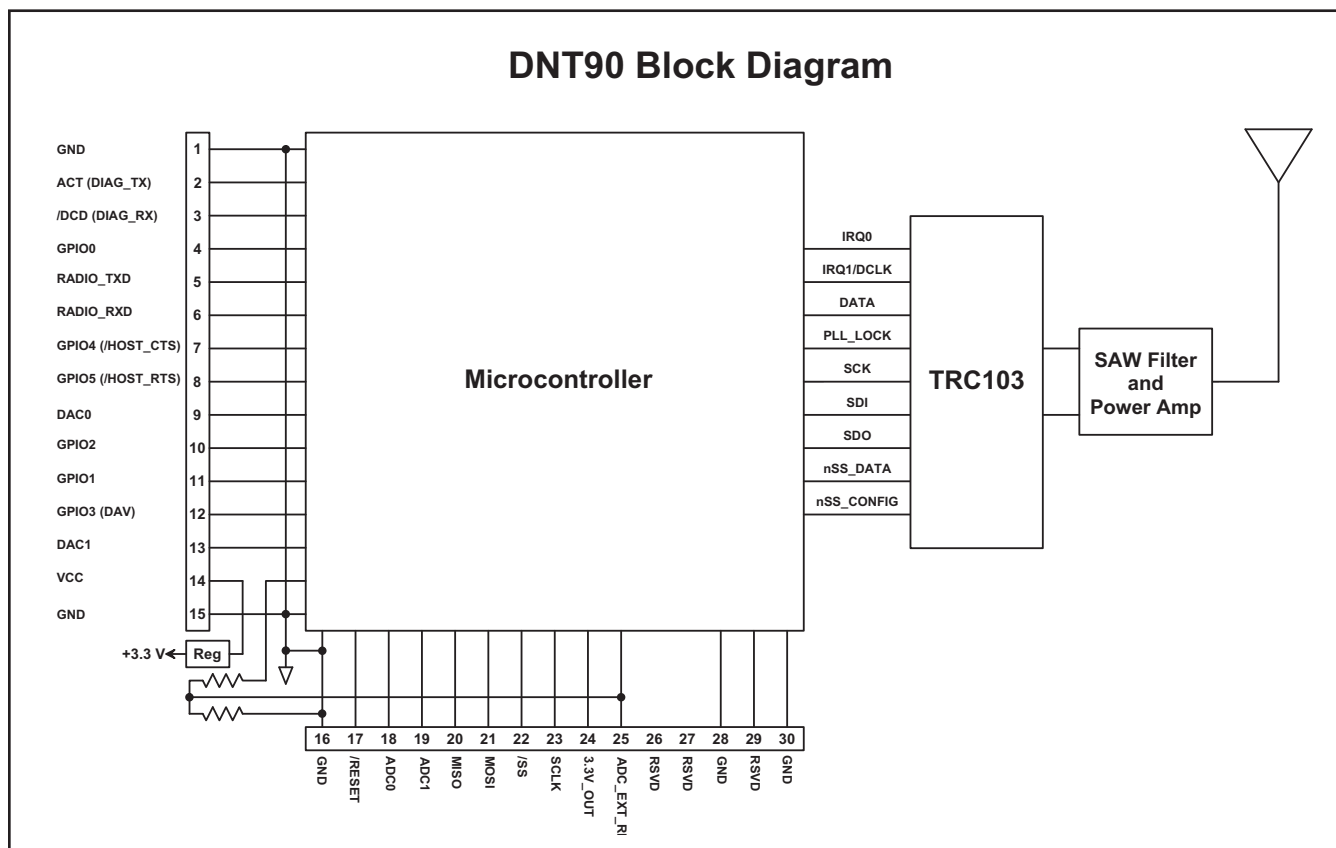 DNT90 Block Diagram
GND 1
ACT (DIAG_TX) 2
/DCD (DIAG_RX) 3
GPIO0 4
RADIO_TXD 5
RADIO_RXD 6
GPIO4 (/HOST_CTS) 7
GPIO5 (/HOST_RTS) 8
DAC0 9
GPIO2 10
GPIO1 11
GPIO3 (DAV) 12
DAC1 13
VCC 14
GND 15
+3.3 V
Reg
Microcontroller
IRQ0
IRQ1/DCLK
DATA
PLL_LOCK
SCK
SDI
SDO
nSS_DATA
nSS_CONFIG
TRC103
SAW Filter
and
Power Amp
16 17 18 19 20 21 22 23 24 25 26 27 28 29 30
GND
/RESET
ADC0
ADC1
MISO
MOSI
/SS
SCLK
3.3V_OUT
RSVD
RSVD
GND
RSVD
GND